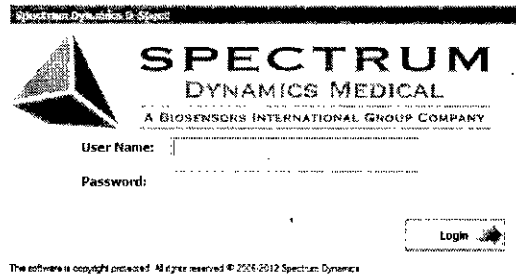 Spectrum Dynamics D-Spect
SPECTRUM
DYNAMICS MEDICAL
A BIOSENSORS INTERNATIONAL GROUP COMPANY
User Name:
Password:
Login
The software is copyright protected. All rights reserved © 2006-2012 Spectrum Dynamics